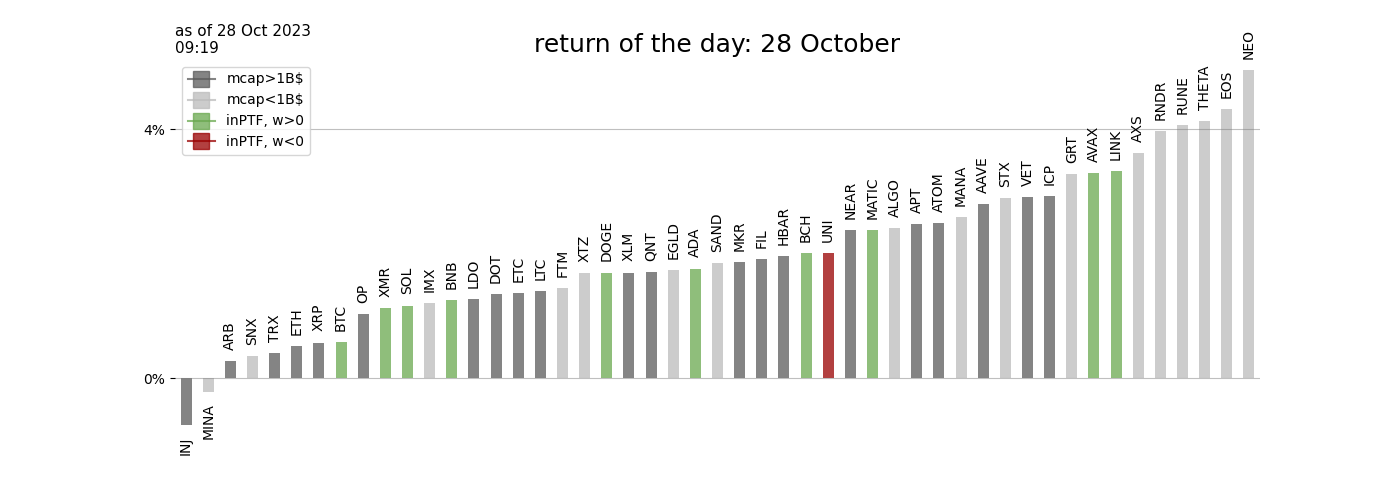 as of 28 Oct 2023
09:19
return of the day: 28 October
mcap>1B$
mcap<1B$
inPTF, w>0
inPTF, w<0
4%
0%
INJ
MINA
ARB
SNX
TRX
ETH
XRP
BTC
OP
XMR
SOL
IMX
BNB
LDO
DOT
ETC
LTC
FTM
XTZ
DOGE
XLM
QNT
EGLD
ADA
SAND
MKR
FIL
HBAR
BCH
UNI
NEAR
MATIC
ALGO
APT
ATOM
MANA
AAVE
STX
VET
ICP
GRT
AVAX
LINK
AXS
RNDR
RUNE
THETA
EOS
NEO